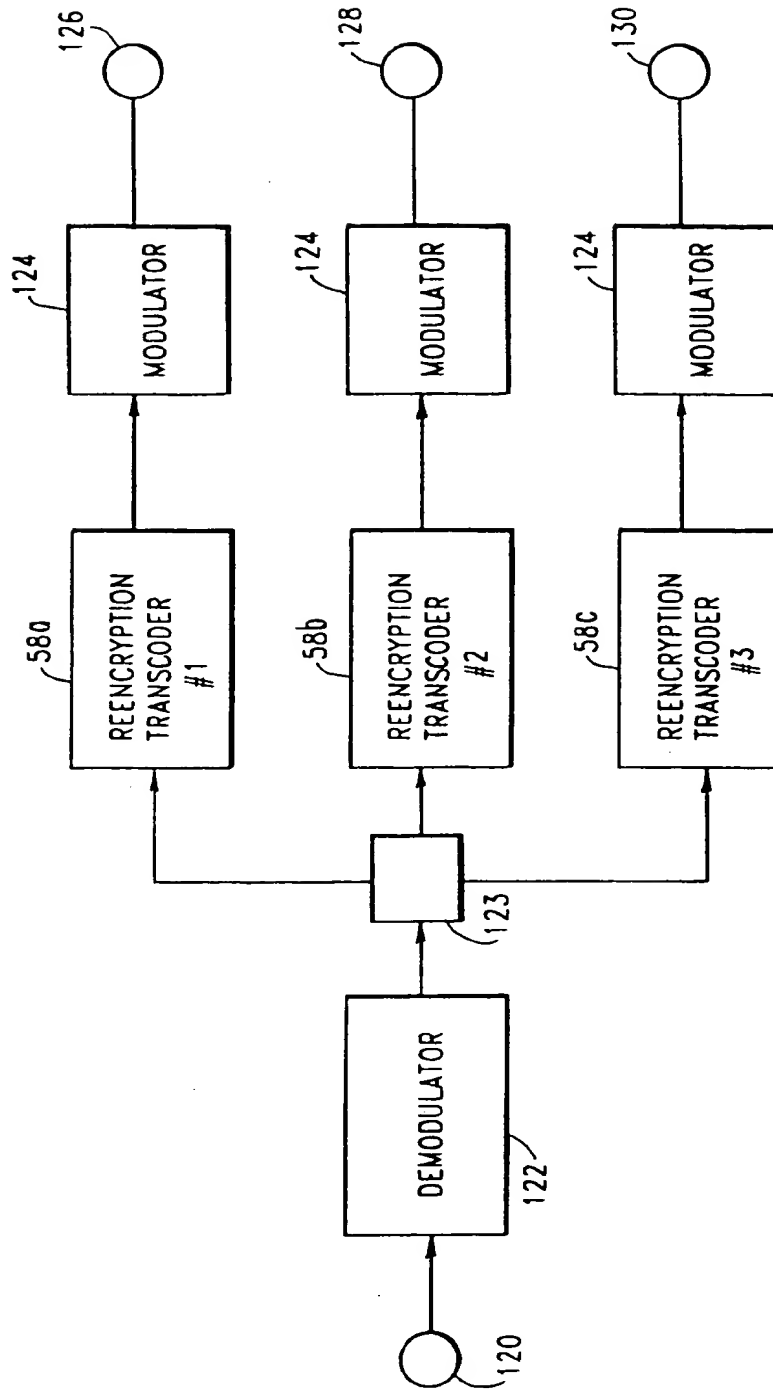 120
DEMODULATOR
122
123
58a
REENCRYPTION
TRANSCODER
#1
124
MODULATOR
126
58b
REENCRYPTION
TRANSCODER
#2
124
MODULATOR
128
58c
REENCRYPTION
TRANSCODER
#3
124
MODULATOR
130